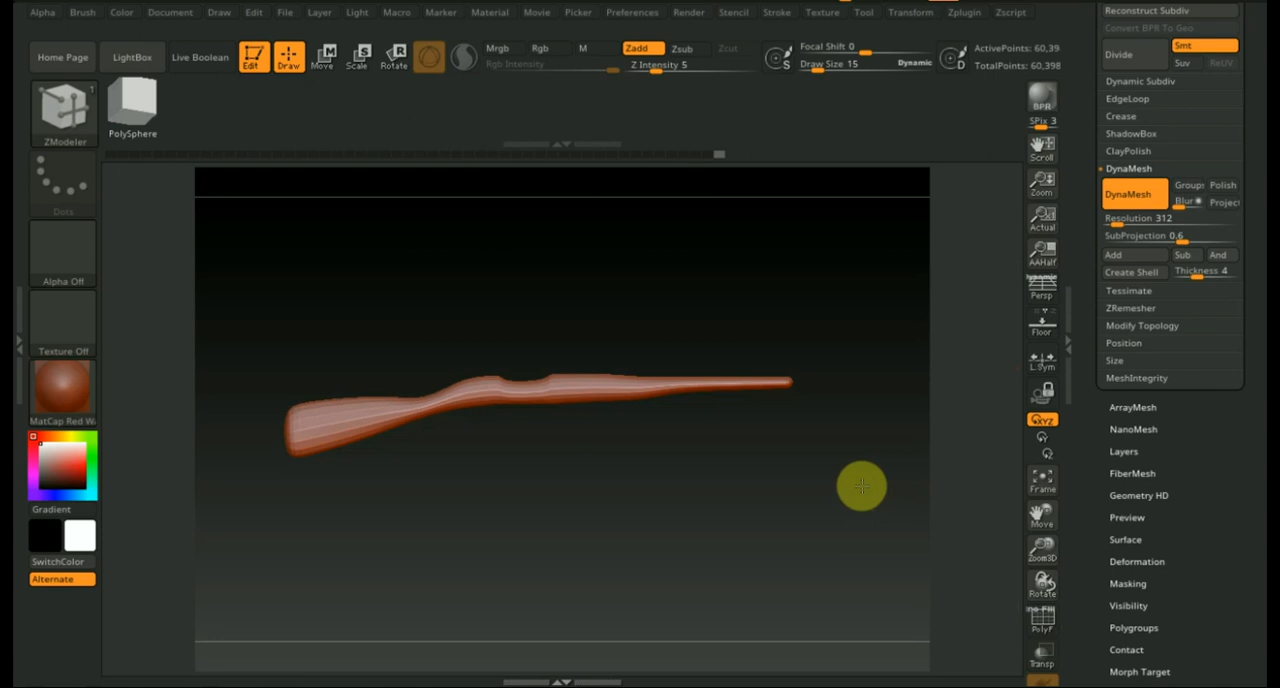 Alpha Brush Color Document Draw Edit File Layer Light Macro Marker Material Movie Picker Preferences Render Stencil Stroke Texture Tool Transform Zplugin Zscript
Home Page
LightBox
Live Boolean
Edit
Draw
Move
Scale
Rotate
Mrgb Rgb M
Rgb Intensity
Zadd Zsub Zcut
Z Intensity 5
S
Focal Shift 0
Draw Size 15 Dynamic
D
ActivePoints: 60,39
TotalPoints: 60,398
1
ZModeler
PolySphere
Dots
Alpha Off
Texture Off
MatCap Red W
Gradient
SwitchColor
Alternate
BPR
SPix 3
Scroll
Zoom
Actual
AAHalf
Dynamic
Persp
Floor
L.Sym
XYZ
Y
Z
Frame
Move
Zoom3D
Rotate
PolyF
Transp
Reconstruct Subdiv
Convert BPR To Geo
Divide
Smt
Suv ReUV
Dynamic Subdiv
EdgeLoop
Crease
ShadowBox
ClayPolish
DynaMesh
DynaMesh
Groups Polish
Blur Project
Resolution 312
SubProjection 0.6
Add Sub And
Create Shell Thickness 4
Tessimate
ZRemesher
Modify Topology
Position
Size
MeshIntegrity
ArrayMesh
NanoMesh
Layers
FiberMesh
Geometry HD
Preview
Surface
Deformation
Masking
Visibility
Polygroups
Contact
Morph Target